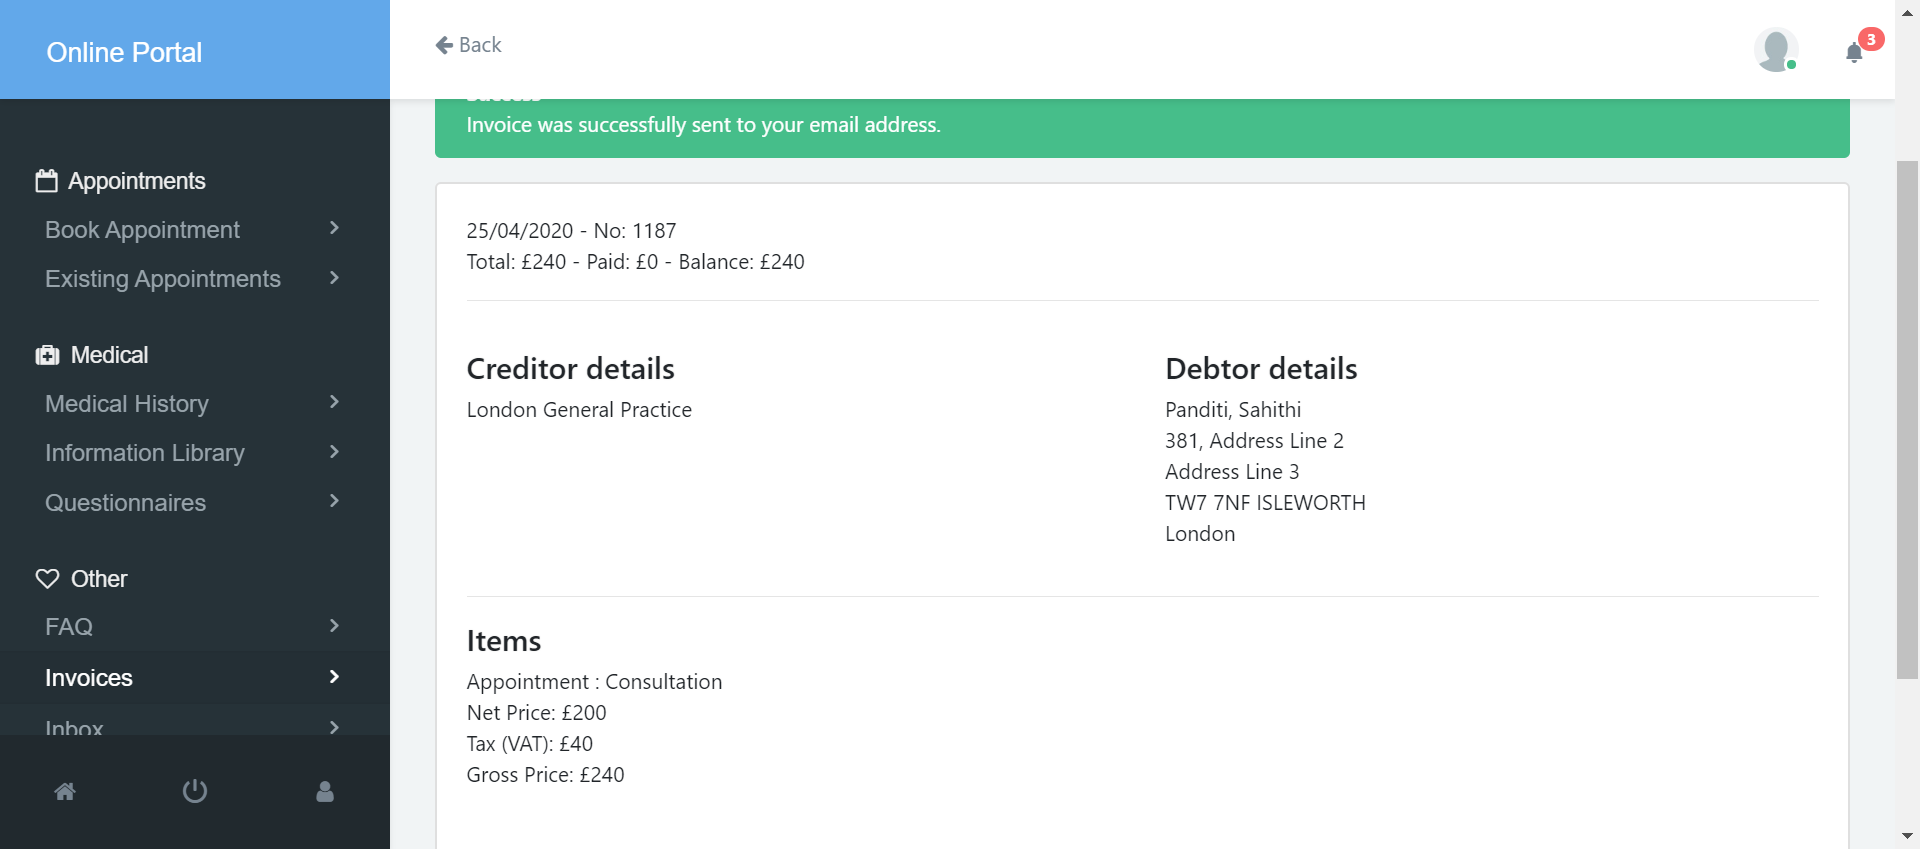 Online Portal
Back
3
Appointments
Book Appointment
Existing Appointments
Medical
Medical History
Information Library
Questionnaires
Other
FAQ
Invoices
Inbox
Success
Invoice was successfully sent to your email address.
25/04/2020 - No: 1187
Total: £240 - Paid: £0 - Balance: £240
Creditor details
London General Practice
Debtor details
Panditi, Sahithi
381, Address Line 2
Address Line 3
TW7 7NF ISLEWORTH
London
Items
Appointment : Consultation
Net Price: £200
Tax (VAT): £40
Gross Price: £240